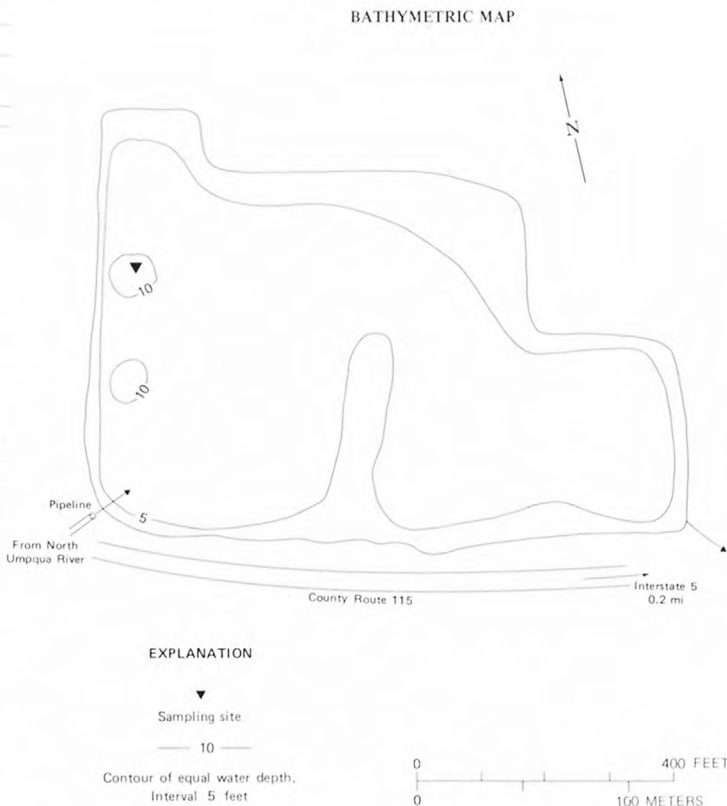 BATHYMETRIC MAP
N
10
10
Pipeline
5
From North
Umpqua River
County Route 115
Interstate 5
0.2 mi
EXPLANATION
Sampling site
10
Contour of equal water depth.
Interval 5 feet
0 400 FEET
0 100 METERS